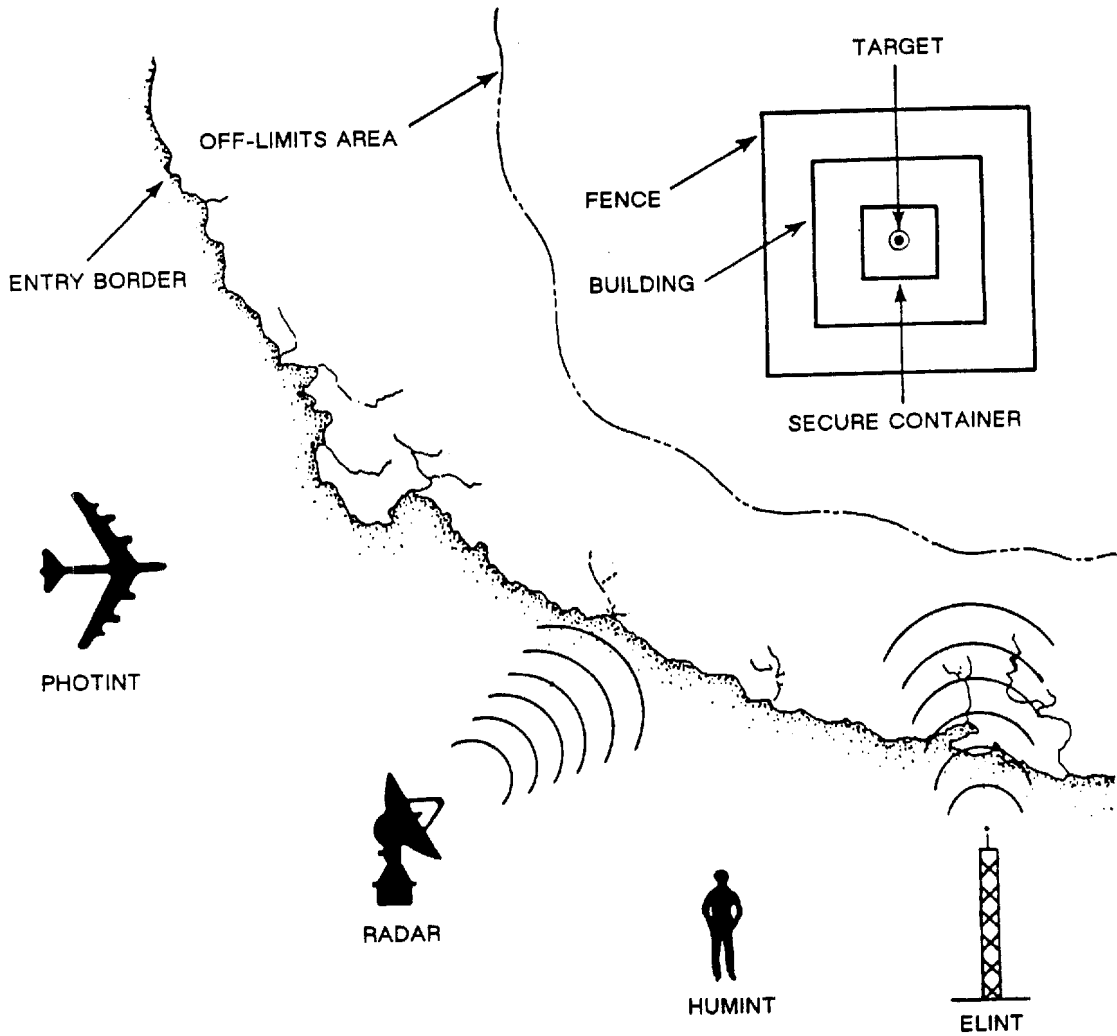 TARGET
OFF-LIMITS AREA
FENCE
ENTRY BORDER
BUILDING
SECURE CONTAINER
PHOTINT
RADAR
HUMINT
ELINT